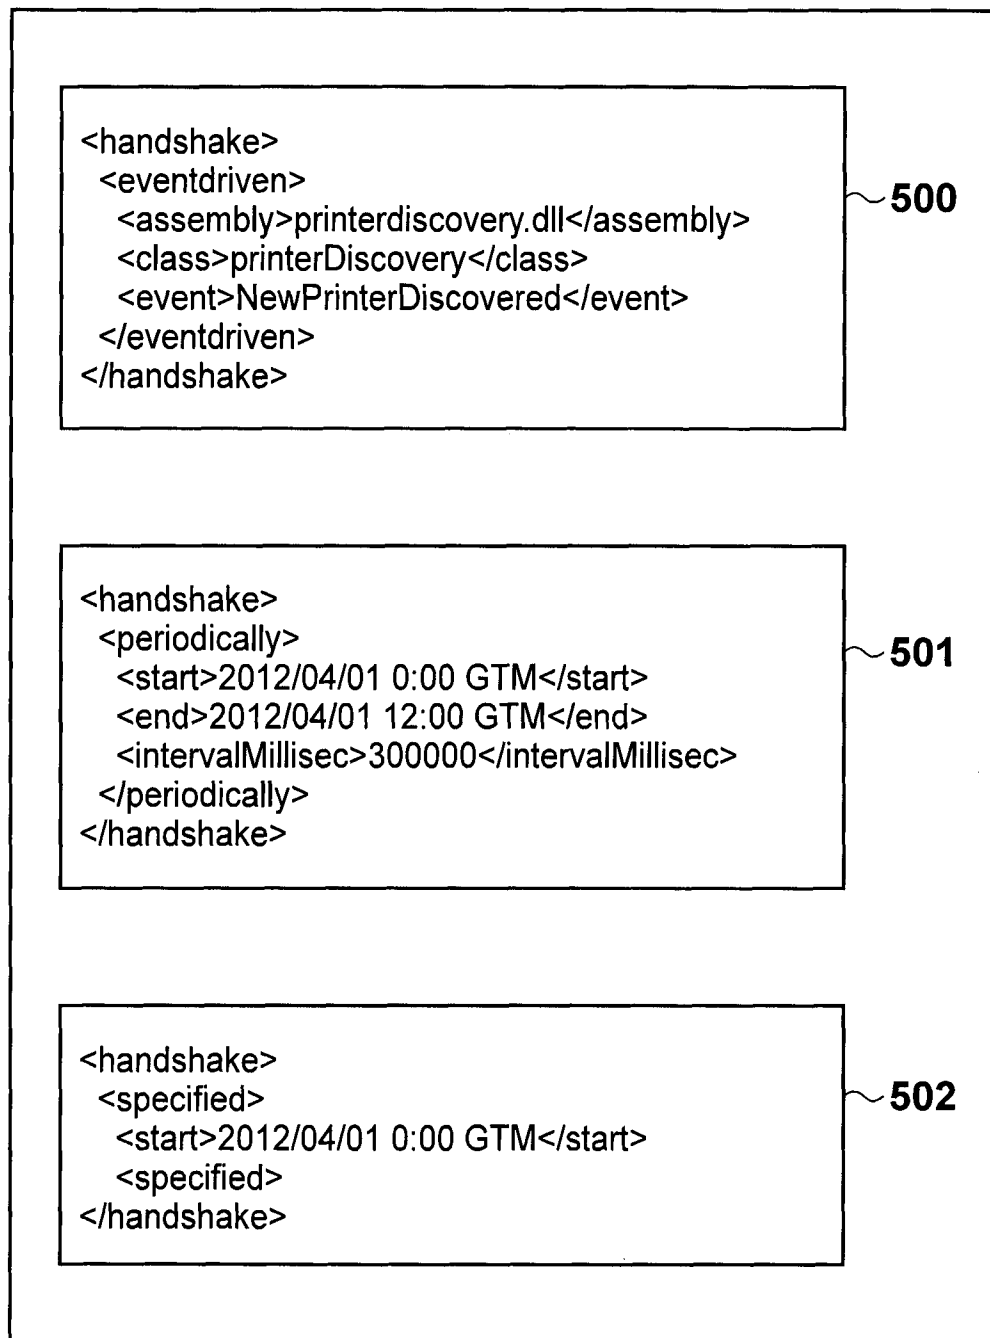 <handshake>
<eventdriven>
<assembly>printerdiscovery.dll</assembly>
<class>printerDiscovery</class>
<event>NewPrinterDiscovered</event>
</eventdriven>
</handshake>
500
<handshake>
<periodically>
<start>2012/04/01 0:00 GTM</start>
<end>2012/04/01 12:00 GTM</end>
<intervalMillisec>300000</intervalMillisec>
</periodically>
</handshake>
501
<handshake>
<specified>
<start>2012/04/01 0:00 GTM</start>
<specified>
</handshake>
502